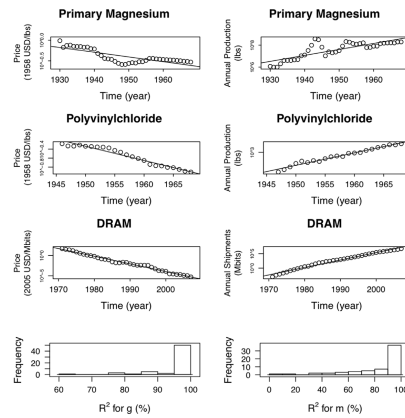 Primary Magnesium
Price
(1958 USD/lbs)
1930 1940 1950 1960
Time (year)
Primary Magnesium
Annual Production
(lbs)
1930 1940 1950 1960
Time (year)
Polyvinylchloride
Price
(1958 USD/lbs)
1945 1950 1955 1960 1965
Time (year)
Polyvinylchloride
Annual Production
(lbs)
1945 1950 1955 1960 1965
Time (year)
DRAM
Price
(2005 USD/Mbits)
1970 1980 1990 2000
Time (year)
DRAM
Annual Shipments
(Mbits)
1970 1980 1990 2000
Time (year)
Frequency
0 20 40
60 70 80 90 100
R² for g (%)
Frequency
0 10 30
0 20 40 60 80 100
R² for m (%)